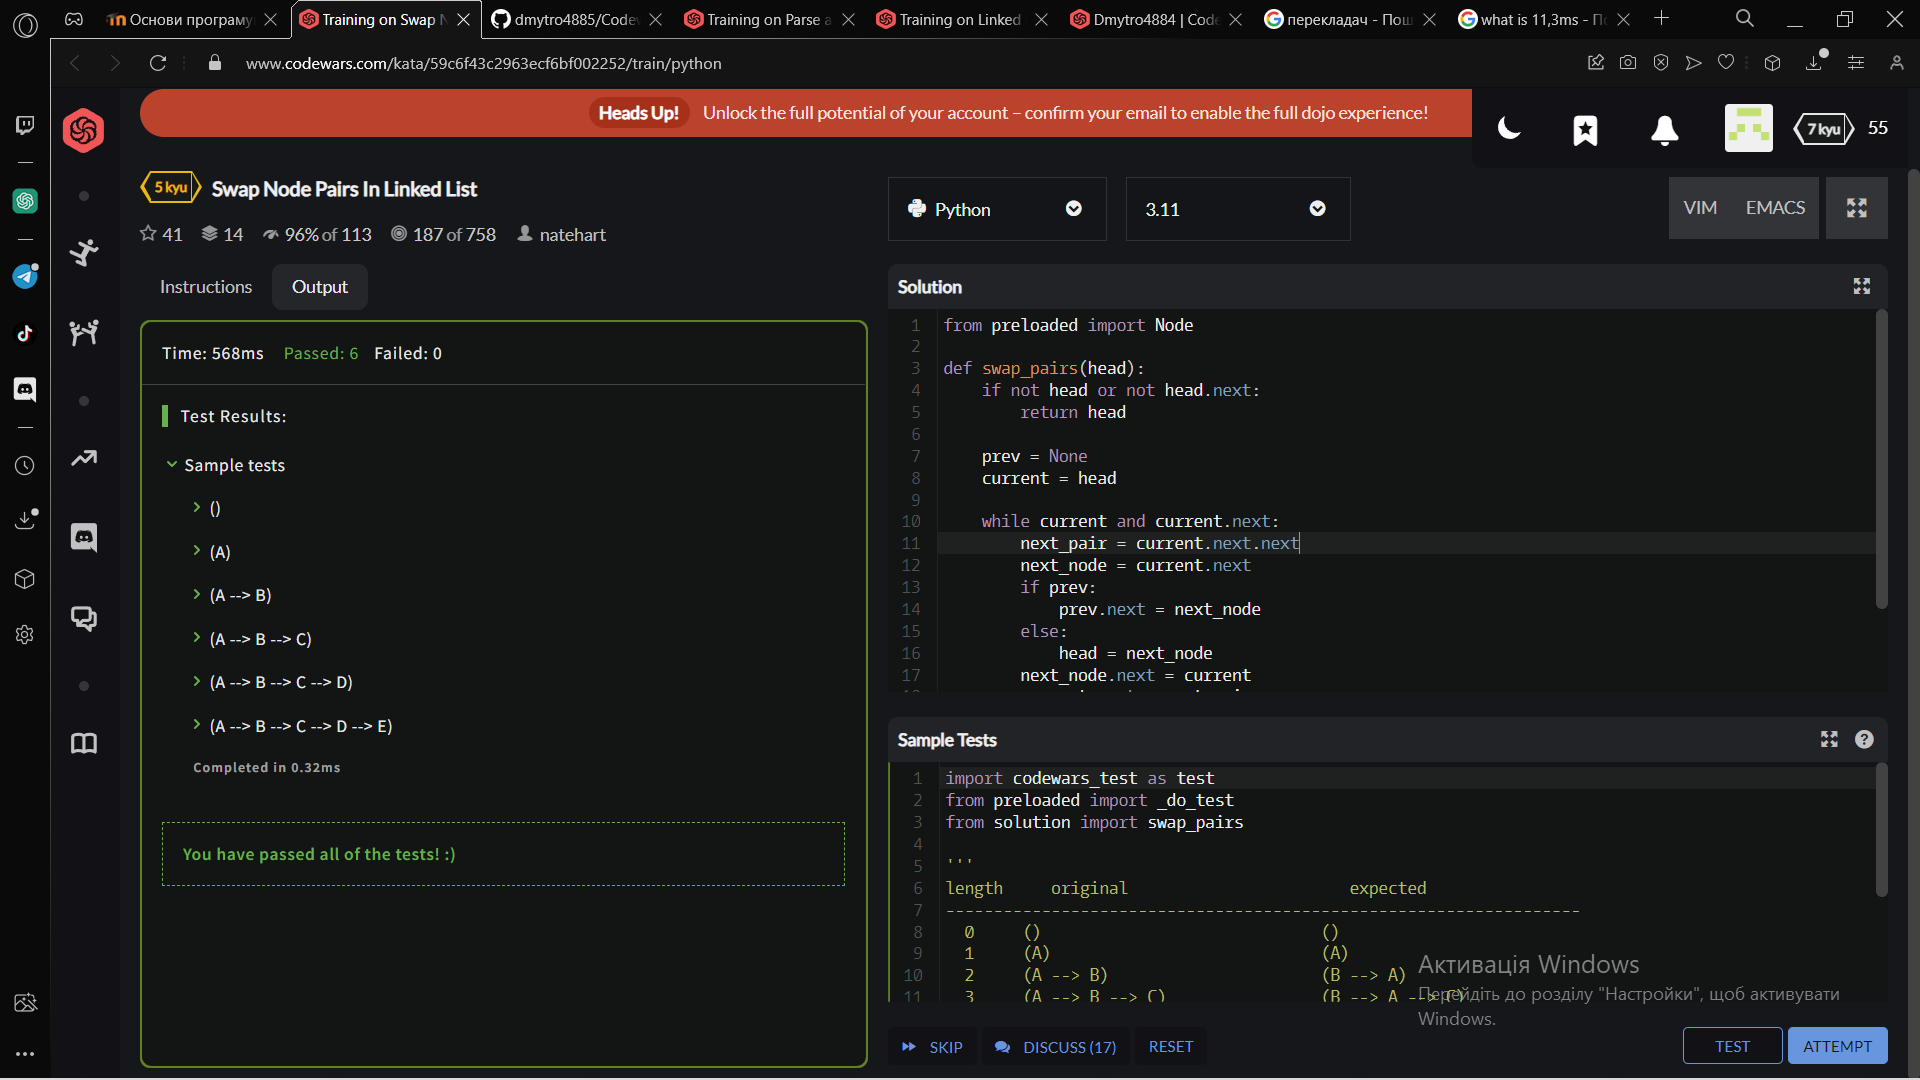 Основи програму
Training on Swap N
dmytro4885/Codew
Training on Parse a
Training on Linked
Dmytro4884 | Code
перекладач - Пош
what is 11,3ms - По
www.codewars.com/kata/59c6f43c2963ecf6bf002252/train/python
Heads Up! Unlock the full potential of your account – confirm your email to enable the full dojo experience!
7 kyu 55
5 kyu Swap Node Pairs In Linked List
41 14 96% of 113 187 of 758 natehart
Python
3.11
VIM EMACS
Instructions Output
Time: 568ms Passed: 6 Failed: 0
Test Results:
Sample tests
()
(A)
(A --> B)
(A --> B --> C)
(A --> B --> C --> D)
(A --> B --> C --> D --> E)
Completed in 0.32ms
You have passed all of the tests! :)
Solution
1 from preloaded import Node
2
3 def swap_pairs(head):
4 if not head or not head.next:
5 return head
6
7 prev = None
8 current = head
9
10 while current and current.next:
11 next_pair = current.next.next
12 next_node = current.next
13 if prev:
14 prev.next = next_node
15 else:
16 head = next_node
17 next_node.next = current
Sample Tests
1 import codewars_test as test
2 from preloaded import _do_test
3 from solution import swap_pairs
4
5 '''
6 length original expected
7 ------------------------------------------------------------------
8 0 () ()
9 1 (A) (A)
10 2 (A --> B) (B --> A)
11 3 (A --> B --> C) (B --> A --> C)
Активація Windows
Перейдіть до розділу "Настройки", щоб активувати
Windows.
SKIP DISCUSS (17) RESET
TEST ATTEMPT